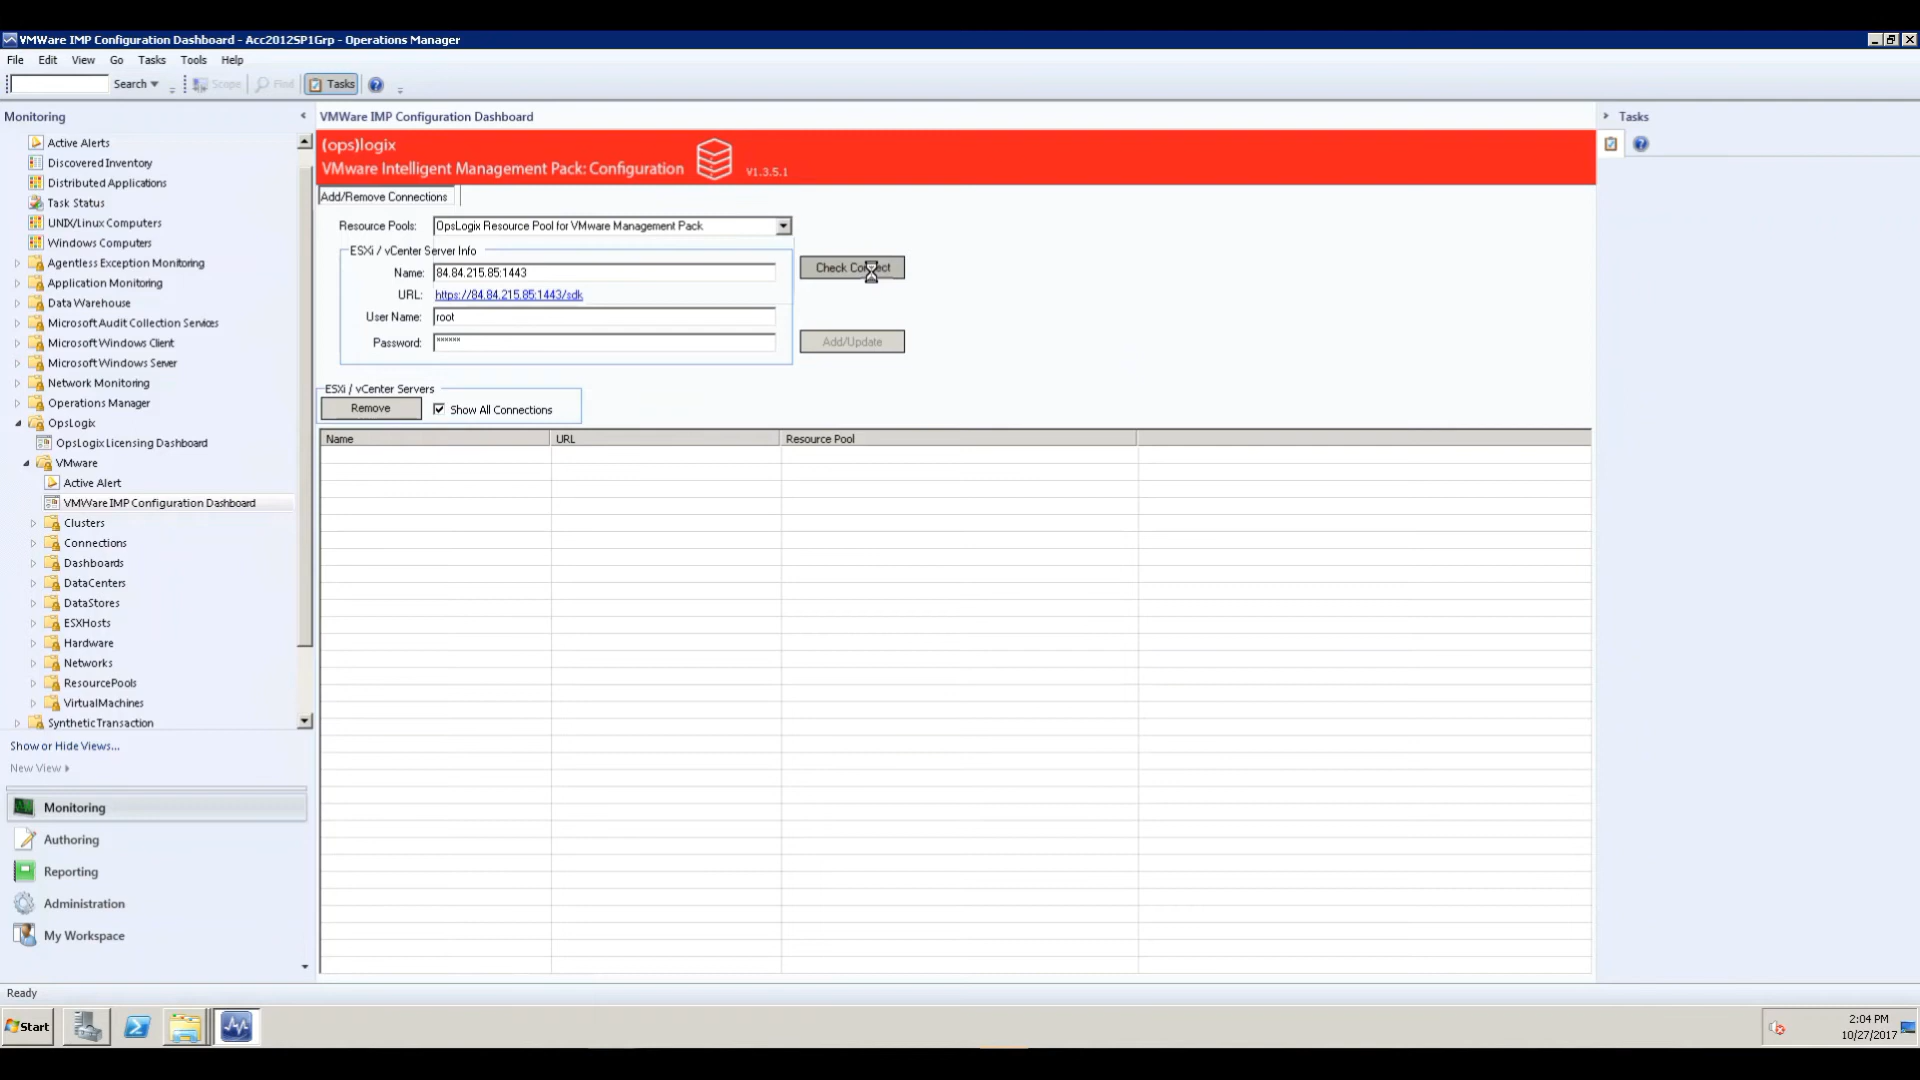 VMWare IMP Configuration Dashboard - Acc2012SP1Grp - Operations Manager
File Edit View Go Tasks Tools Help
Search Scope Find Tasks
Monitoring
Active Alerts
Discovered Inventory
Distributed Applications
Task Status
UNIX/Linux Computers
Windows Computers
Agentless Exception Monitoring
Application Monitoring
Data Warehouse
Microsoft Audit Collection Services
Microsoft Windows Client
Microsoft Windows Server
Network Monitoring
Operations Manager
OpsLogix
OpsLogix Licensing Dashboard
VMware
Active Alert
VMWare IMP Configuration Dashboard
Clusters
Connections
Dashboards
DataCenters
DataStores
ESXHosts
Hardware
Networks
ResourcePools
VirtualMachines
Synthetic Transaction
Show or Hide Views...
New View
Monitoring
Authoring
Reporting
Administration
My Workspace
VMWare IMP Configuration Dashboard
(ops)logix
VMware Intelligent Management Pack: Configuration V1.3.5.1
Add/Remove Connections
Resource Pools: OpsLogix Resource Pool for VMware Management Pack
ESXi / vCenter Server Info
Name: 84.84.215.85:1443
Check Connect
URL: https://84.84.215.85:1443/sdk
User Name: root
Password: ******
Add/Update
ESXi / vCenter Servers
Remove Show All Connections
Name URL Resource Pool
Tasks
Ready
Start
2:04 PM
10/27/2017